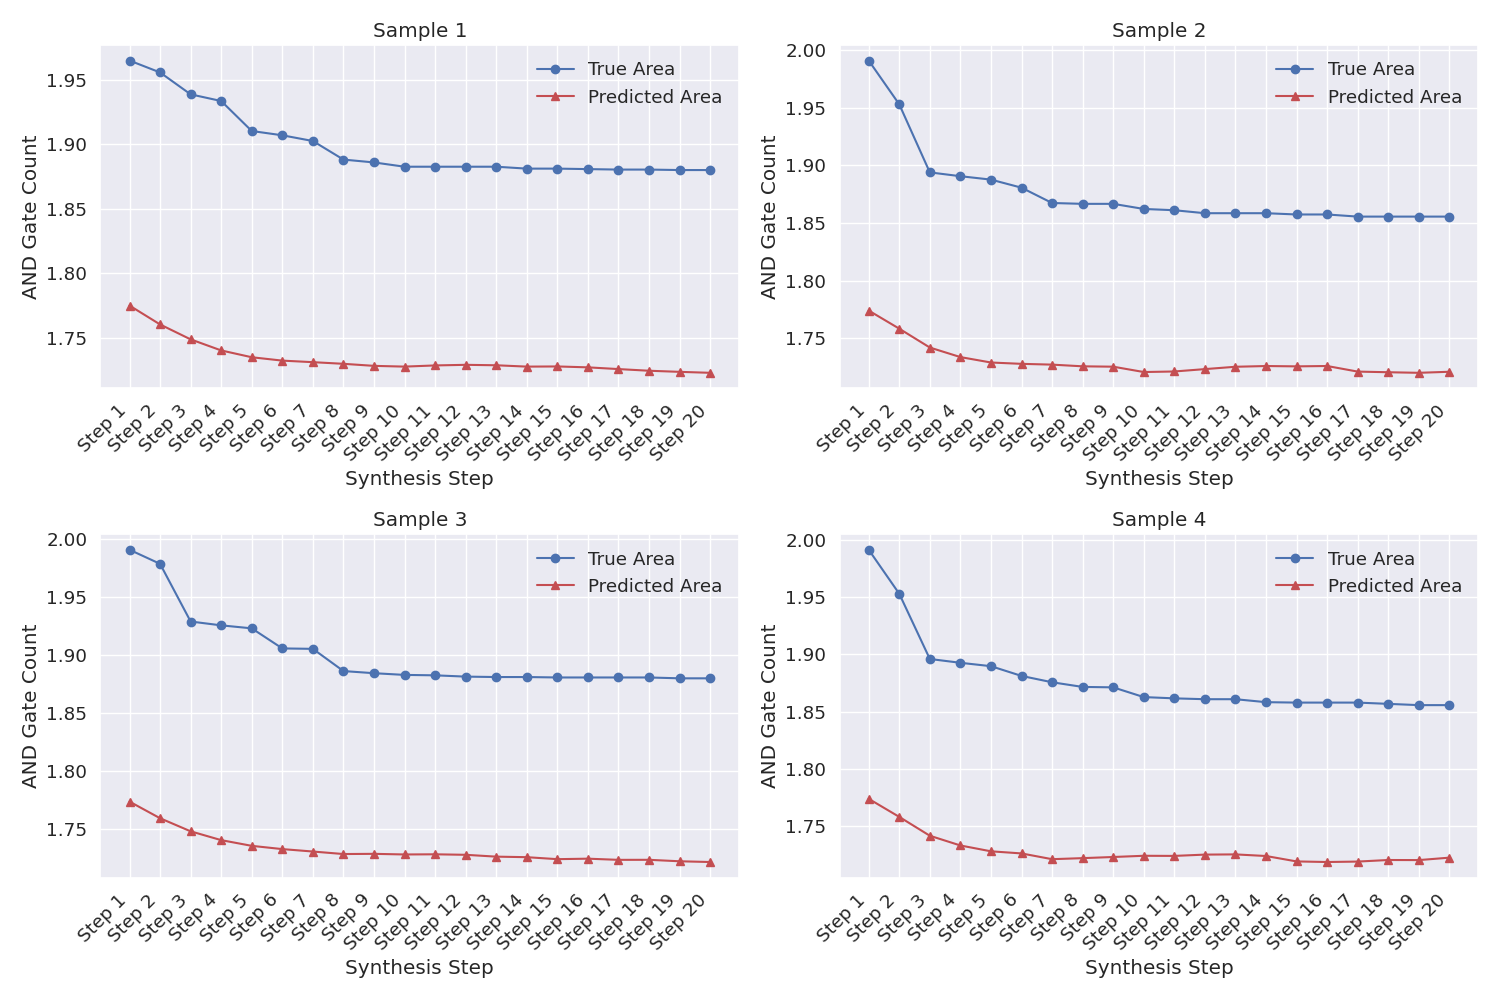 Sample 1
True Area
Predicted Area
AND Gate Count
1.95
1.90
1.85
1.80
1.75
Step 1
Step 2
Step 3
Step 4
Step 5
Step 6
Step 7
Step 8
Step 9
Step 10
Step 11
Step 12
Step 13
Step 14
Step 15
Step 16
Step 17
Step 18
Step 19
Step 20
Synthesis Step
Sample 2
True Area
Predicted Area
AND Gate Count
2.00
1.95
1.90
1.85
1.80
1.75
Step 1
Step 2
Step 3
Step 4
Step 5
Step 6
Step 7
Step 8
Step 9
Step 10
Step 11
Step 12
Step 13
Step 14
Step 15
Step 16
Step 17
Step 18
Step 19
Step 20
Synthesis Step
Sample 3
True Area
Predicted Area
AND Gate Count
2.00
1.95
1.90
1.85
1.80
1.75
Step 1
Step 2
Step 3
Step 4
Step 5
Step 6
Step 7
Step 8
Step 9
Step 10
Step 11
Step 12
Step 13
Step 14
Step 15
Step 16
Step 17
Step 18
Step 19
Step 20
Synthesis Step
Sample 4
True Area
Predicted Area
AND Gate Count
2.00
1.95
1.90
1.85
1.80
1.75
Step 1
Step 2
Step 3
Step 4
Step 5
Step 6
Step 7
Step 8
Step 9
Step 10
Step 11
Step 12
Step 13
Step 14
Step 15
Step 16
Step 17
Step 18
Step 19
Step 20
Synthesis Step